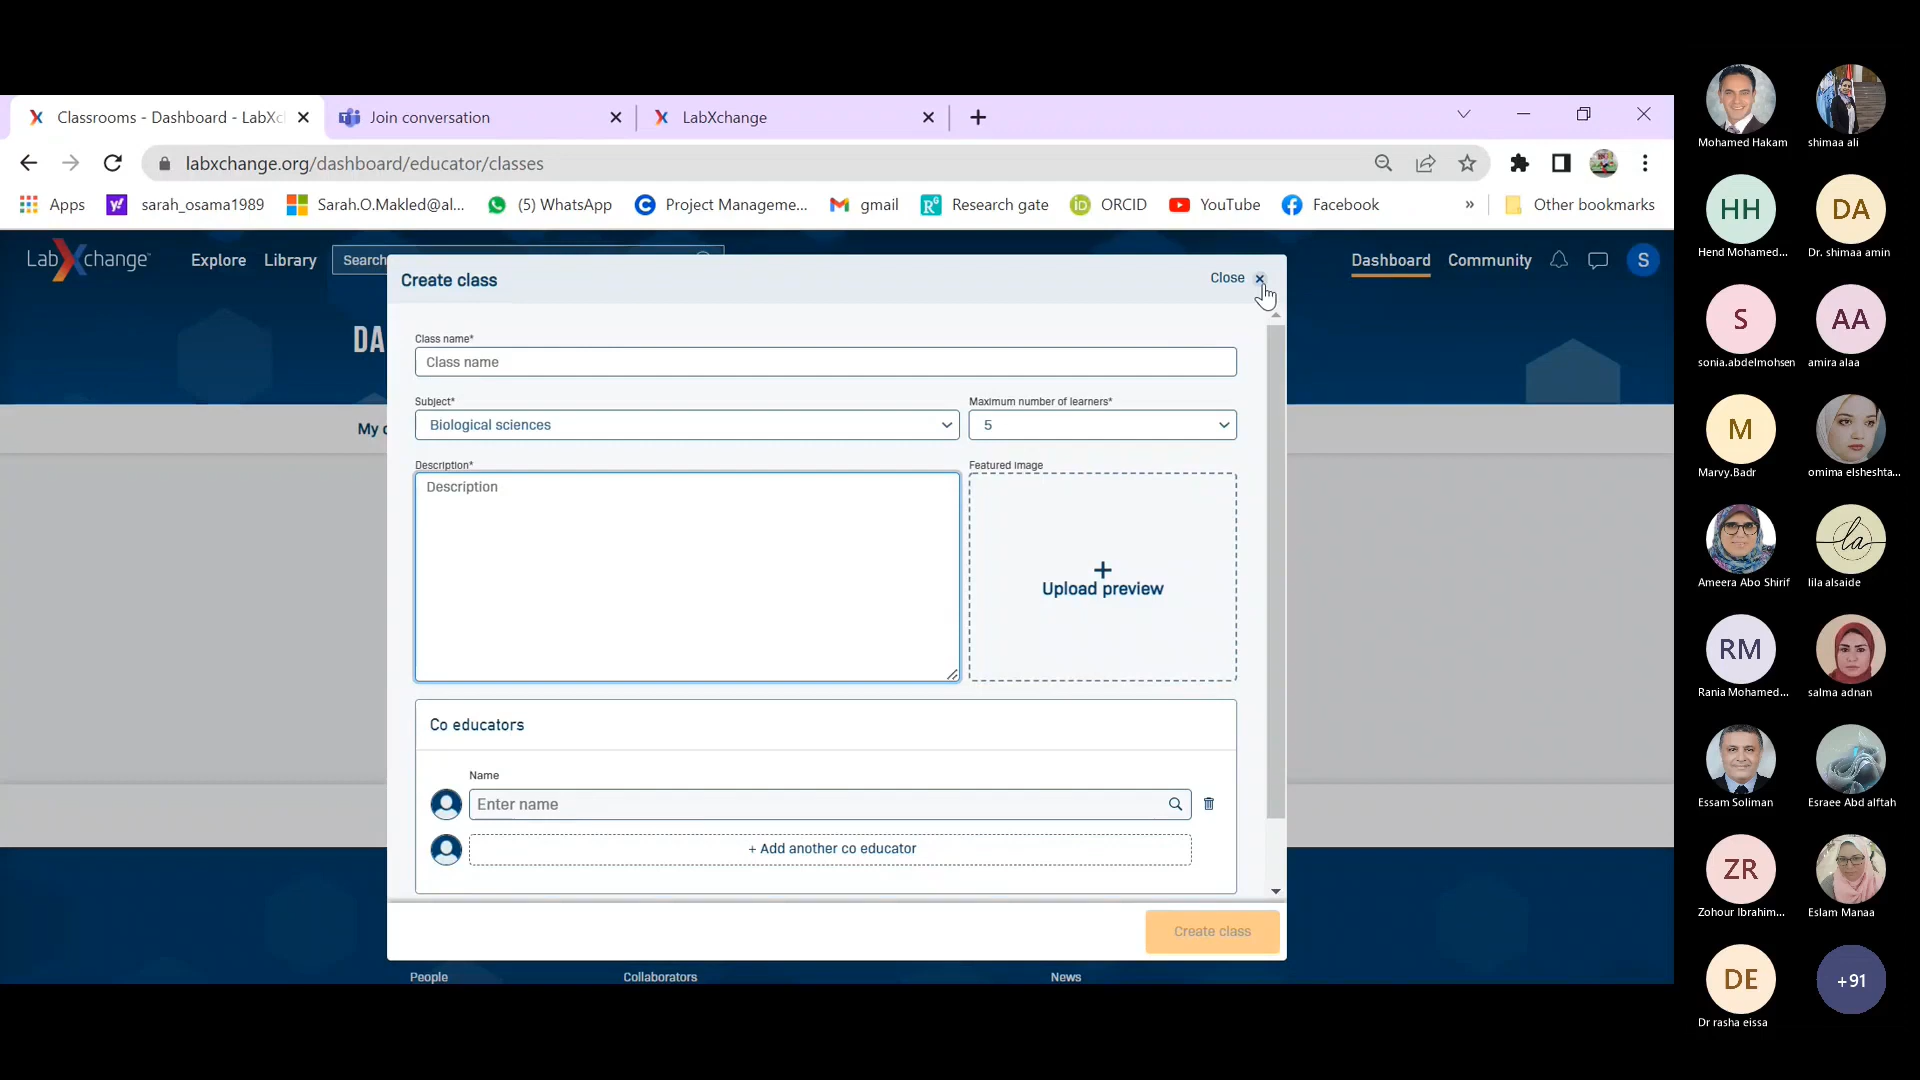 Classrooms - Dashboard - LabXc
Join conversation
LabXchange
labxchange.org/dashboard/educator/classes
Apps
sarah_osama1989
Sarah.O.Makled@al...
(5) WhatsApp
Project Manageme...
gmail
Research gate
ORCID
YouTube
Facebook
»
Other bookmarks
LabXchange
Explore
Library
Search
Dashboard
Community
S
DA
My c
Create class
Close
Class name*
Class name
Subject*
Maximum number of learners*
Biological sciences
5
Description*
Featured image
Description
+
Upload preview
Co educators
Name
Enter name
+ Add another co educator
Create class
People
Collaborators
News
Mohamed Hakam
shimaa ali
HH
DA
Hend Mohamed...
Dr. shimaa amin
S
AA
sonia.abdelmohsen
amira alaa
M
Marvy.Badr
omima elsheshta...
la
Ameera Abo Shirif
lila alsaide
RM
Rania Mohamed...
salma adnan
Essam Soliman
Esraee Abd alftah
ZR
Zohour Ibrahim...
Eslam Manaa
DE
+91
Dr rasha eissa